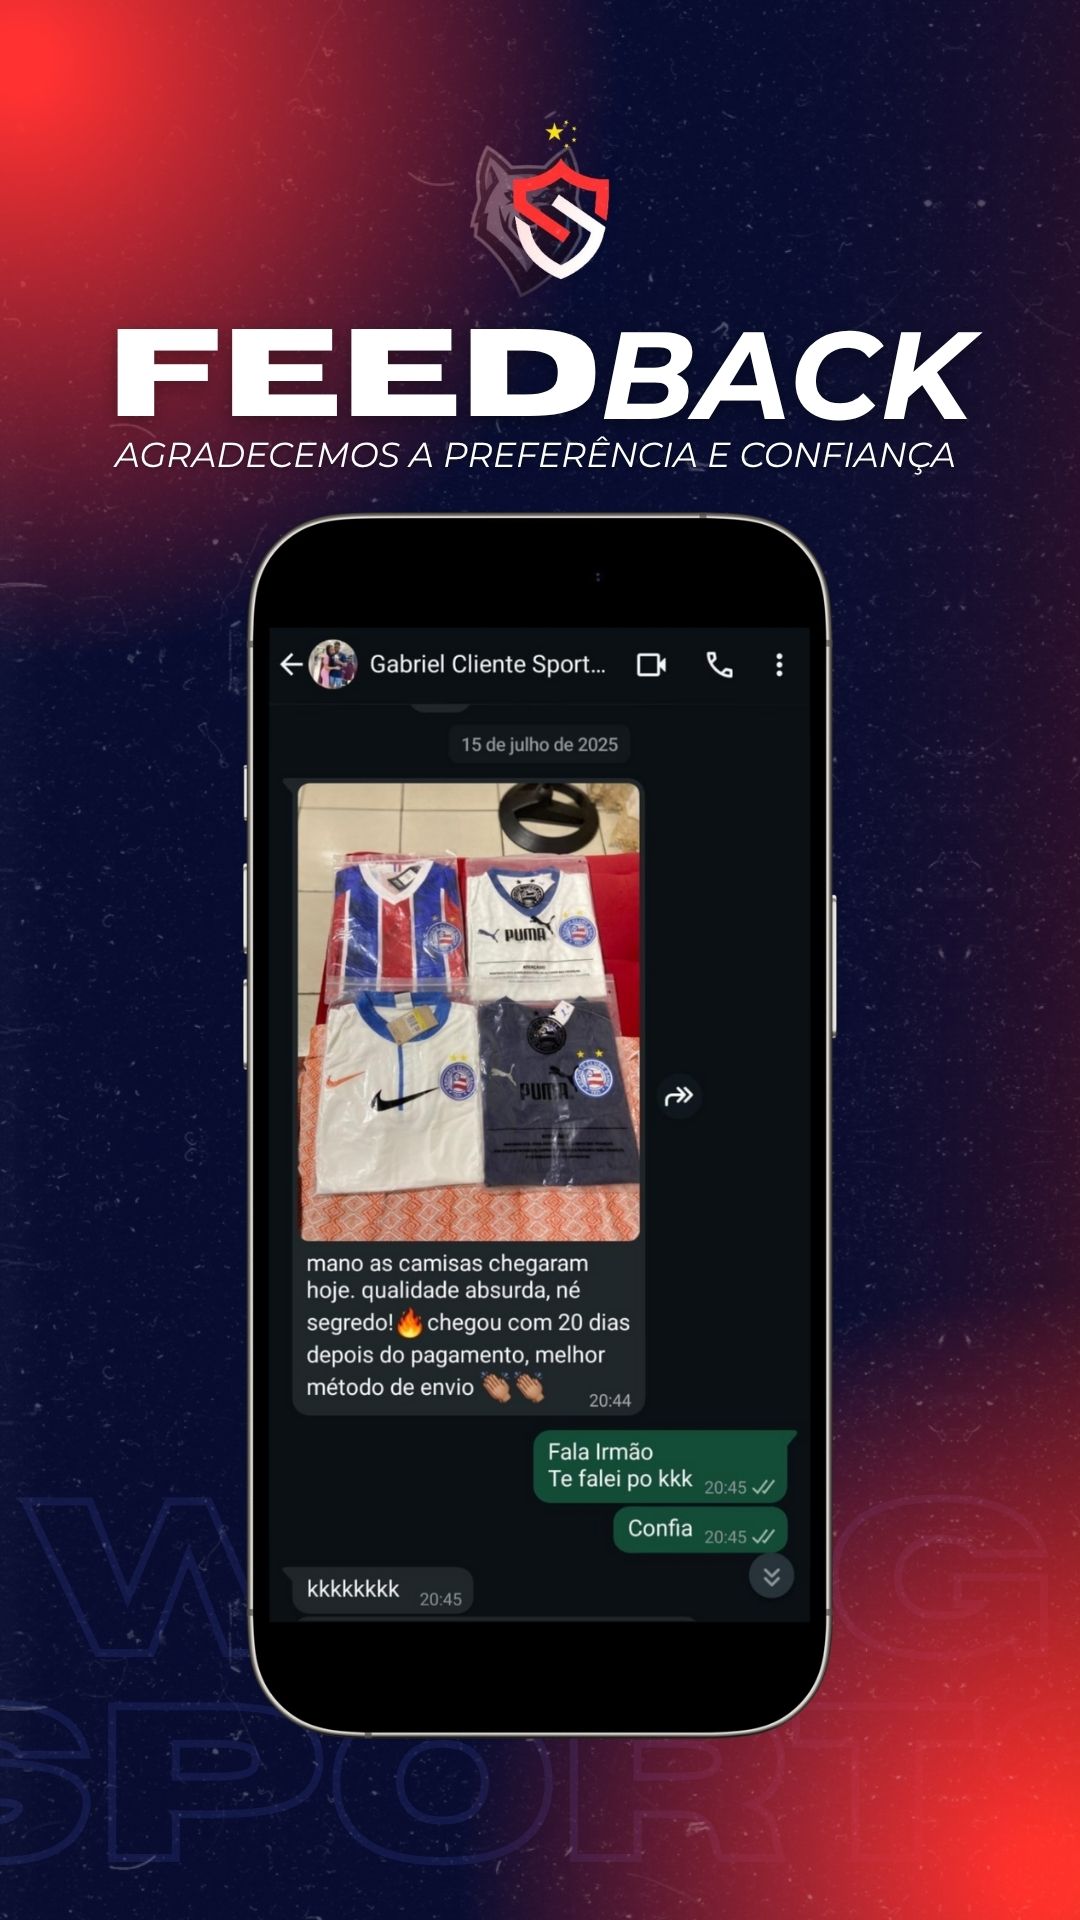 FEEDBACK
AGRADECEMOS A PREFERÊNCIA E CONFIANÇA
Gabriel Cliente Sport...
15 de julho de 2025
PUMA
PUMA
mano as camisas chegaram
hoje. qualidade absurda, né
segredo!🔥chegou com 20 dias
depois do pagamento, melhor
método de envio 👏🏽👏🏽
20:44
Fala Irmão
Te falei po kkk 20:45
Confia 20:45
kkkkkkkk 20:45
W G
SPORTS